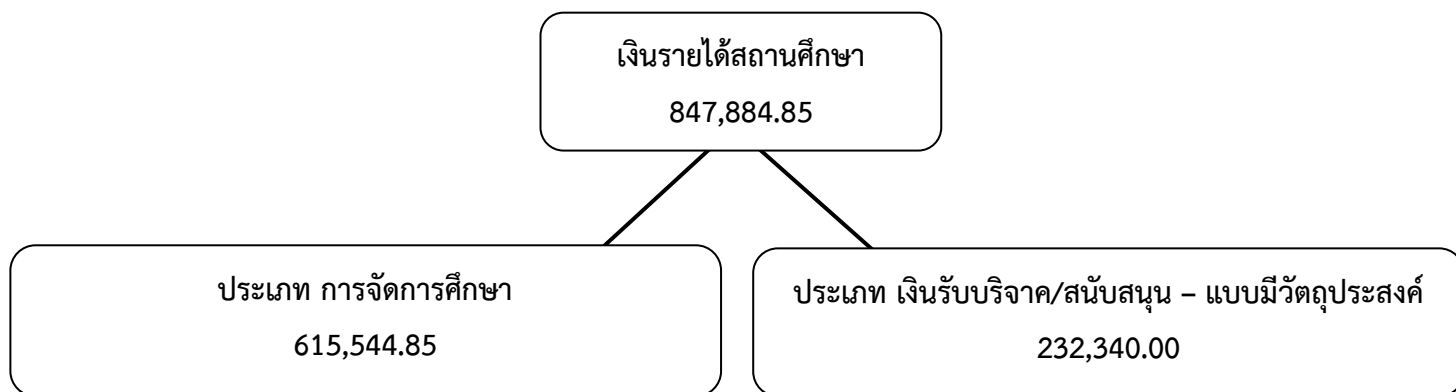 เงินรายได้สถานศึกษา
847,884.85
ประเภท การจัดการศึกษา
615,544.85
ประเภท เงินรับบริจาค/สนับสนุน – แบบมีวัตถุประสงค์
232,340.00